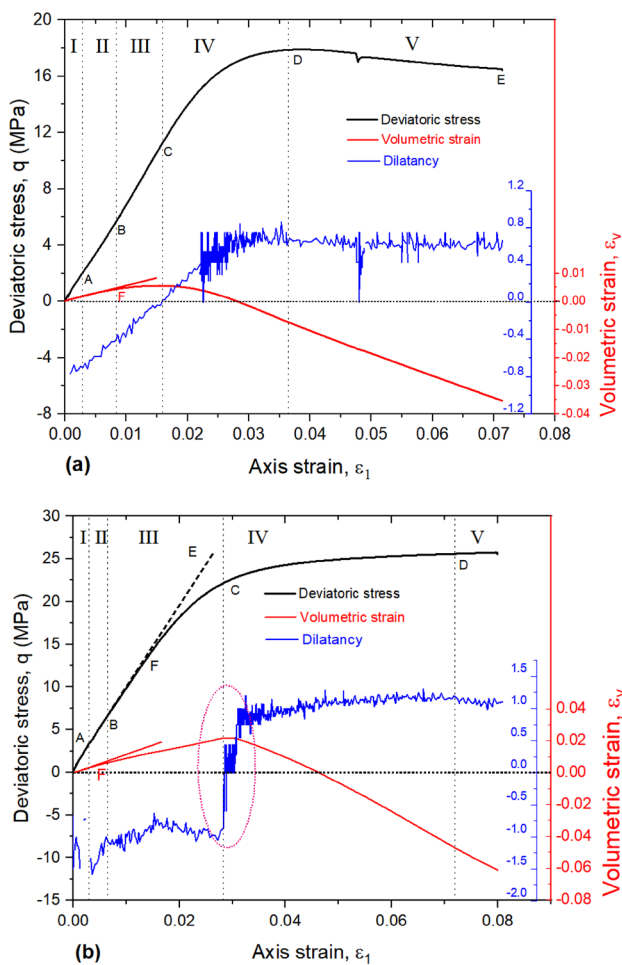 I II III IV V
20
16
12
8
4
0
-4
-8
Deviatoric stress, q (MPa)
A
B
C
D
E
F
Deviatoric stress
Volumetric strain
Dilatancy
1.2
0.8
0.4
0.0
-0.4
-0.8
-1.2
0.01
0.00
-0.01
-0.02
-0.03
-0.04
Volumetric strain, εv
0.00 0.01 0.02 0.03 0.04 0.05 0.06 0.07 0.08
(a) Axis strain, ε1
I II III IV V
30
25
20
15
10
5
0
-5
-10
-15
Deviatoric stress, q (MPa)
E
C
D
F
A
B
F
Deviatoric stress
Volumetric strain
Dilatancy
1.5
1.0
0.5
0.0
-0.5
-1.0
-1.5
-2.0
0.04
0.02
0.00
-0.02
-0.04
-0.06
-0.08
Volumetric strain, εv
0.00 0.02 0.04 0.06 0.08
(b) Axis strain, ε1